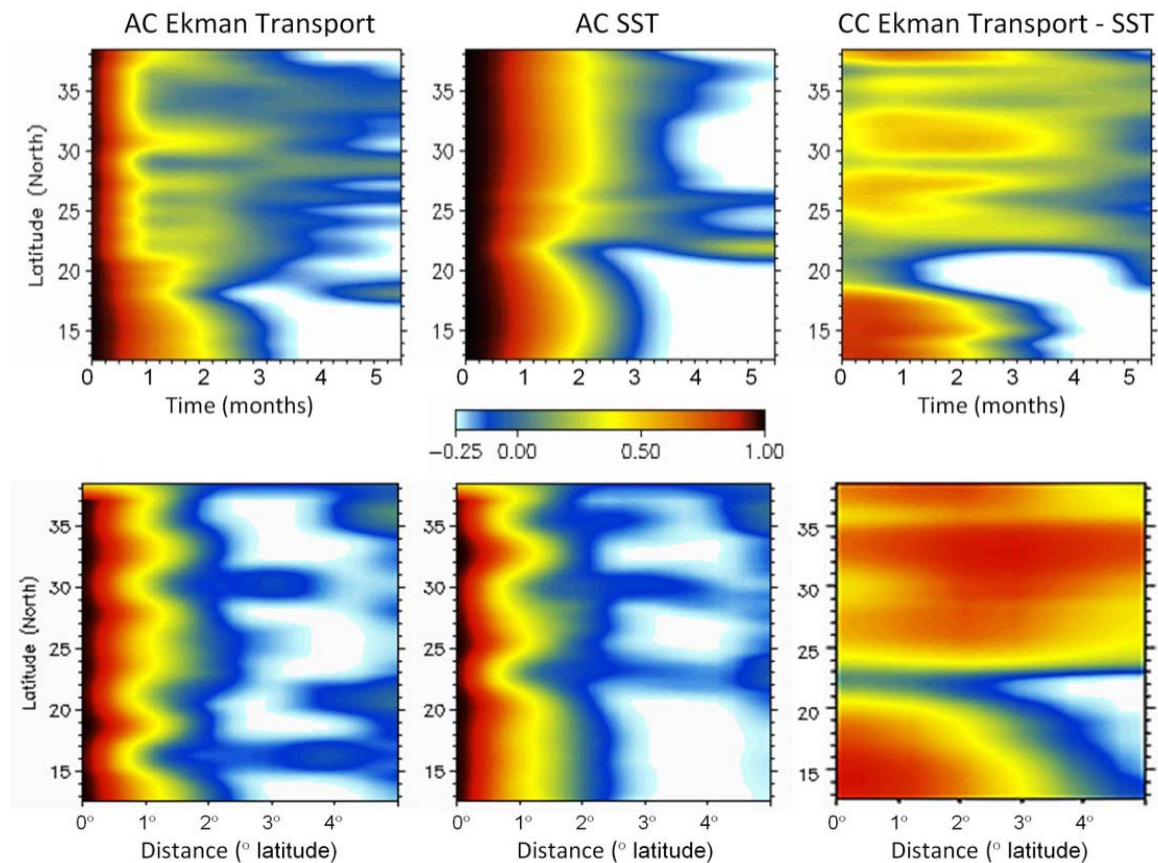 AC Ekman Transport
AC SST
CC Ekman Transport - SST
Latitude (North)
35
30
25
20
15
35
30
25
20
15
35
30
25
20
15
0 1 2 3 4 5
0 1 2 3 4 5
0 1 2 3 4 5
Time (months)
Time (months)
−0.25 0.00 0.50 1.00
Latitude (North)
35
30
25
20
15
35
30
25
20
15
35
30
25
20
15
0° 1° 2° 3° 4°
0° 1° 2° 3° 4°
0° 1° 2° 3° 4°
Distance (° latitude)
Distance (° latitude)
Distance (° latitude)